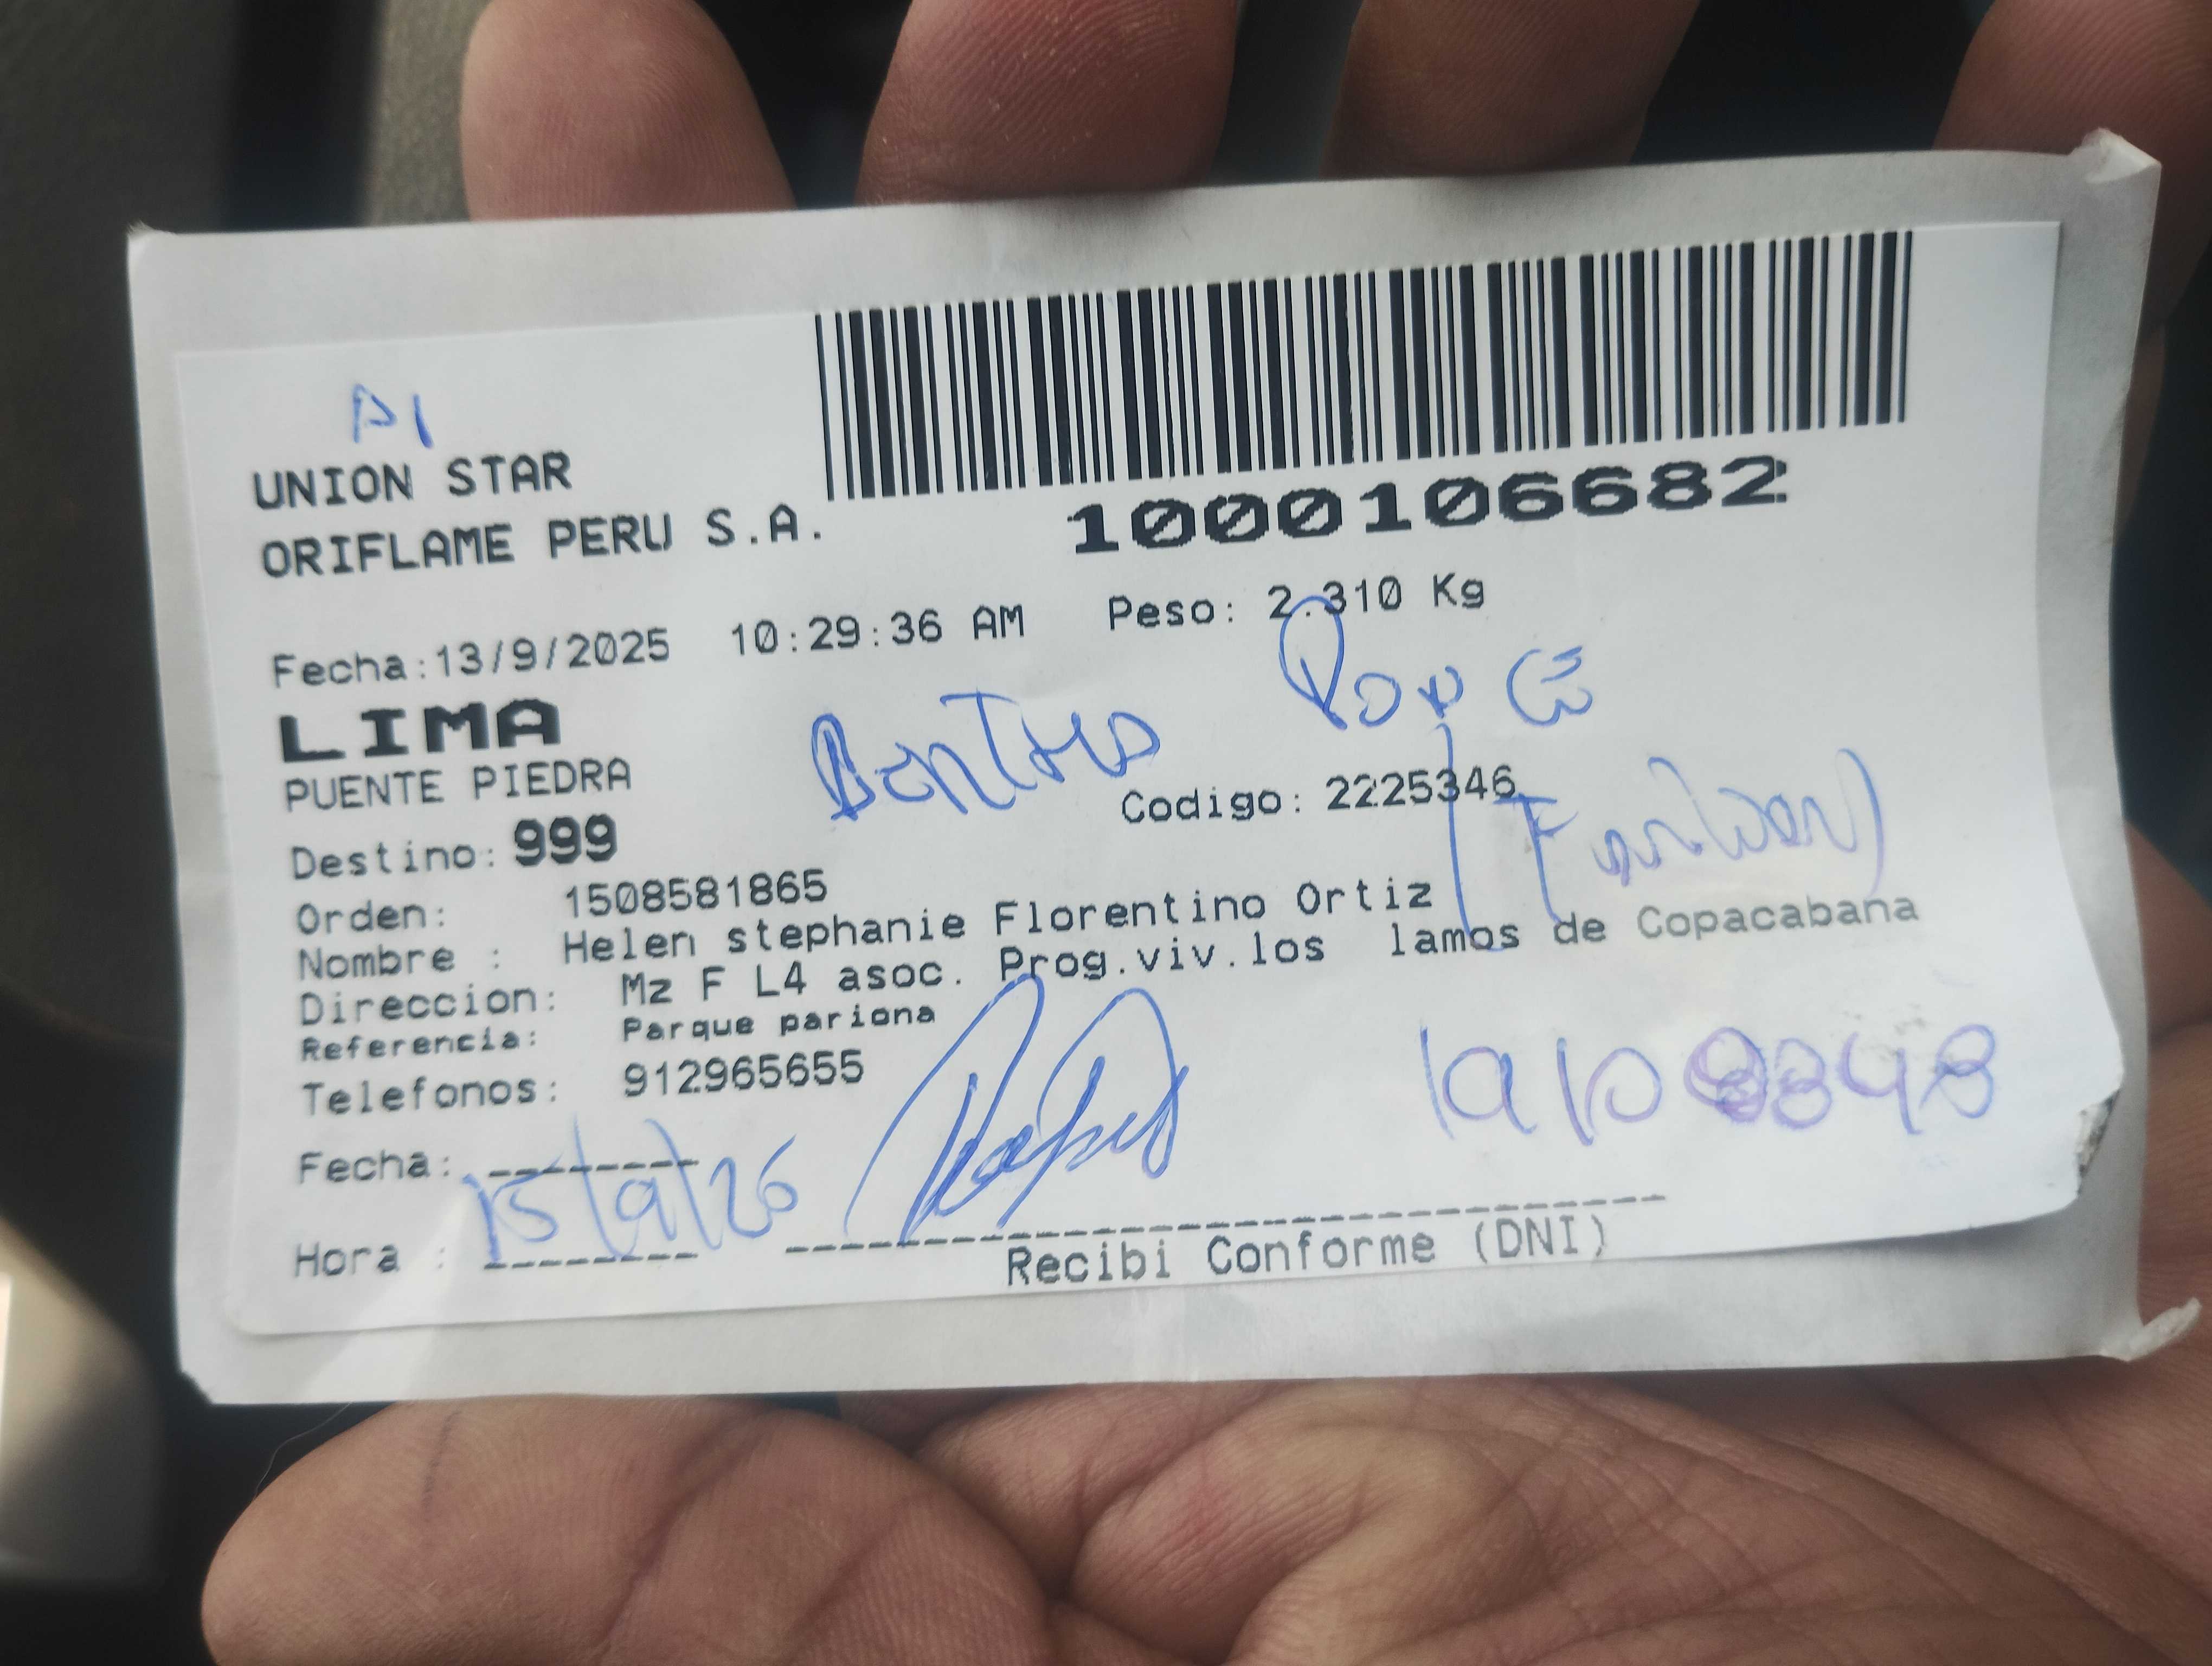 UNION STAR
ORIFLAME PERU S.A.
1000106682
Fecha:13/9/2025 10:29:36 AM Peso: 2.310 Kg
LIMA
PUENTE PIEDRA
Codigo: 2225346
Destino: 999
Orden: 1508581865
Nombre : Helen stephanie Florentino Ortiz
Direccion: Mz F L4 asoc. Prog.viv.los lamos de Copacabana
Referencia: Parque pariona
Telefonos: 912965655
Fecha: 15/9/25
Hora :
Recibi Conforme (DNI)